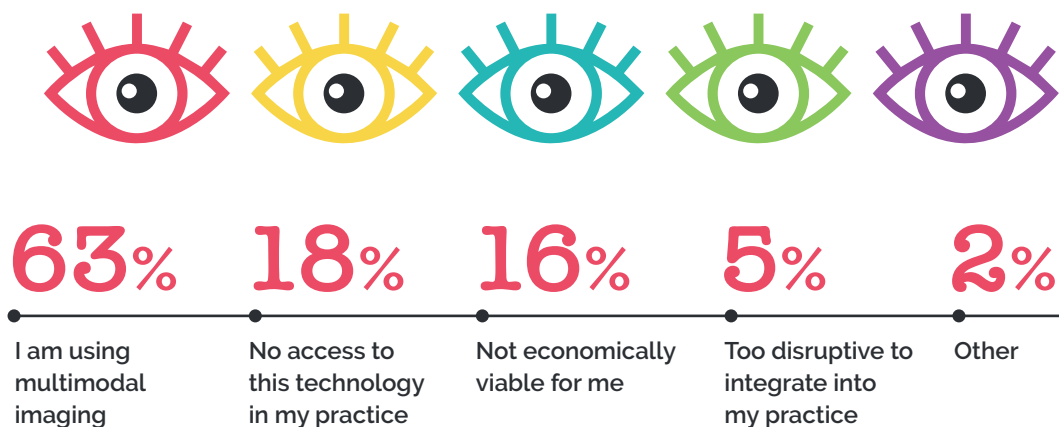 63%
18%
16%
5%
2%
I am using
multimodal
imaging
No access to
this technology
in my practice
Not economically
viable for me
Too disruptive to
integrate into
my practice
Other